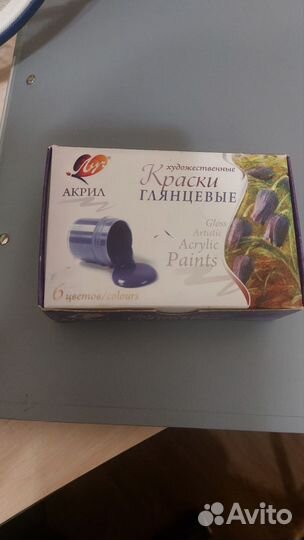 Луч
АКРИЛ
художественные
Краски
ГЛЯНЦЕВЫЕ
Gloss
Artistic
Acrylic
Paints
6 цветов/colours
Avito